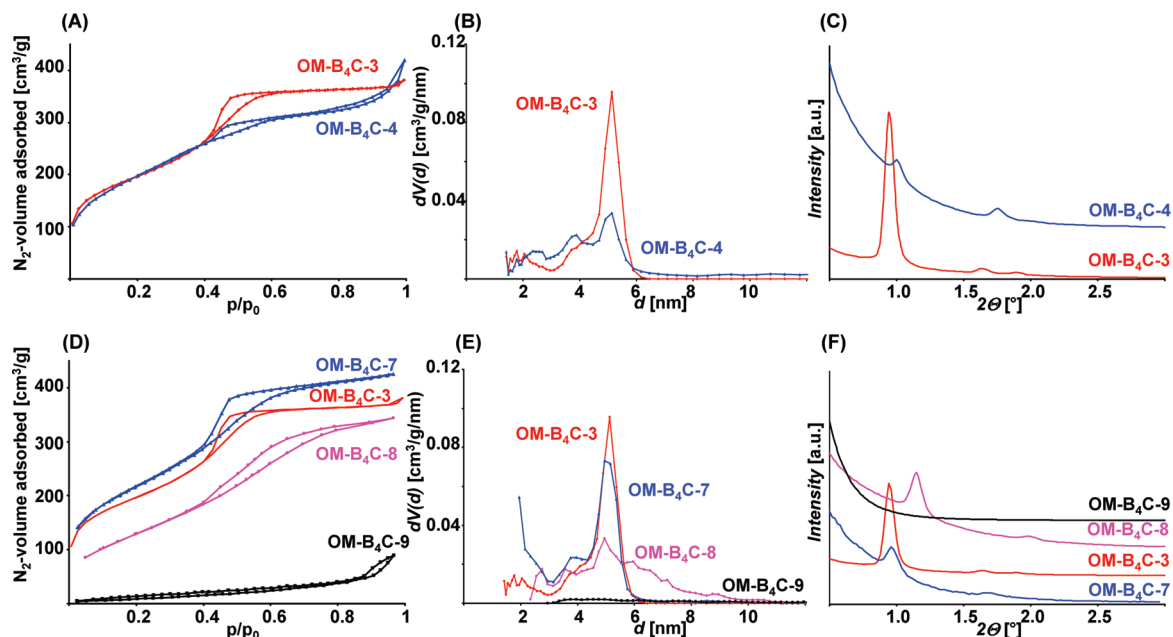 (A)
N₂-volume adsorbed [cm³/g]
400
300
200
100
OM-B₄C-3
OM-B₄C-4
0.2
0.4
0.6
0.8
1
p/p₀
(B)
dV(d) [cm³/g/nm]
0.12
0.08
0.04
OM-B₄C-3
OM-B₄C-4
2
4
6
8
10
d [nm]
(C)
Intensity [a.u.]
OM-B₄C-4
OM-B₄C-3
1.0
1.5
2.0
2.5
2Θ [°]
(D)
N₂-volume adsorbed [cm³/g]
400
300
200
100
OM-B₄C-7
OM-B₄C-3
OM-B₄C-8
OM-B₄C-9
0.2
0.4
0.6
0.8
1
p/p₀
(E)
dV(d) [cm³/g/nm]
0.12
0.08
0.04
OM-B₄C-3
OM-B₄C-7
OM-B₄C-8
OM-B₄C-9
2
4
6
8
10
d [nm]
(F)
Intensity [a.u.]
OM-B₄C-9
OM-B₄C-8
OM-B₄C-3
OM-B₄C-7
1.0
1.5
2.0
2.5
2Θ [°]